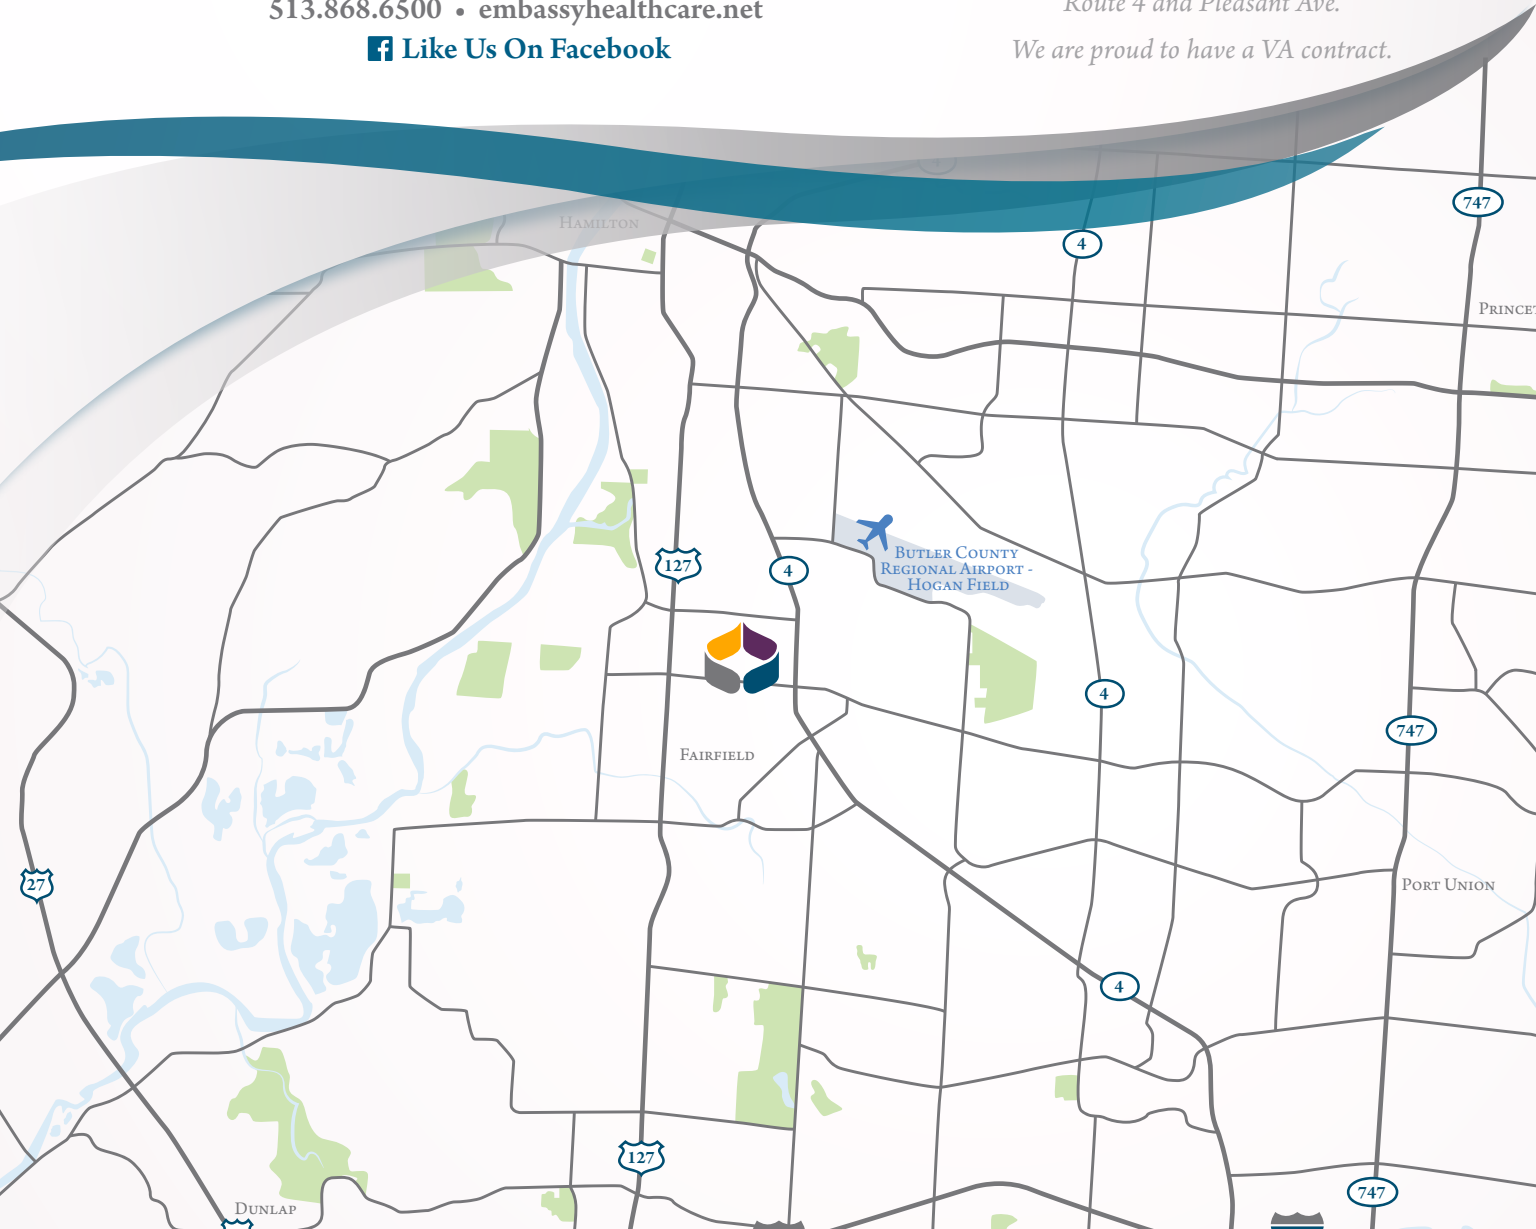 513.868.6500 • embassyhealthcare.net
Like Us On Facebook
Route 4 and Pleasant Ave.
We are proud to have a VA contract.
HAMILTON
747
4
PRINCET
BUTLER COUNTY
REGIONAL AIRPORT -
HOGAN FIELD
127
4
4
747
FAIRFIELD
27
PORT UNION
4
127
747
DUNLAP